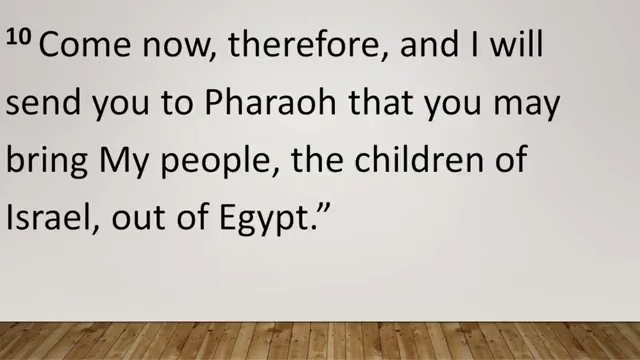 10 Come now, therefore, and I will
send you to Pharaoh that you may
bring My people, the children of
Israel, out of Egypt.”